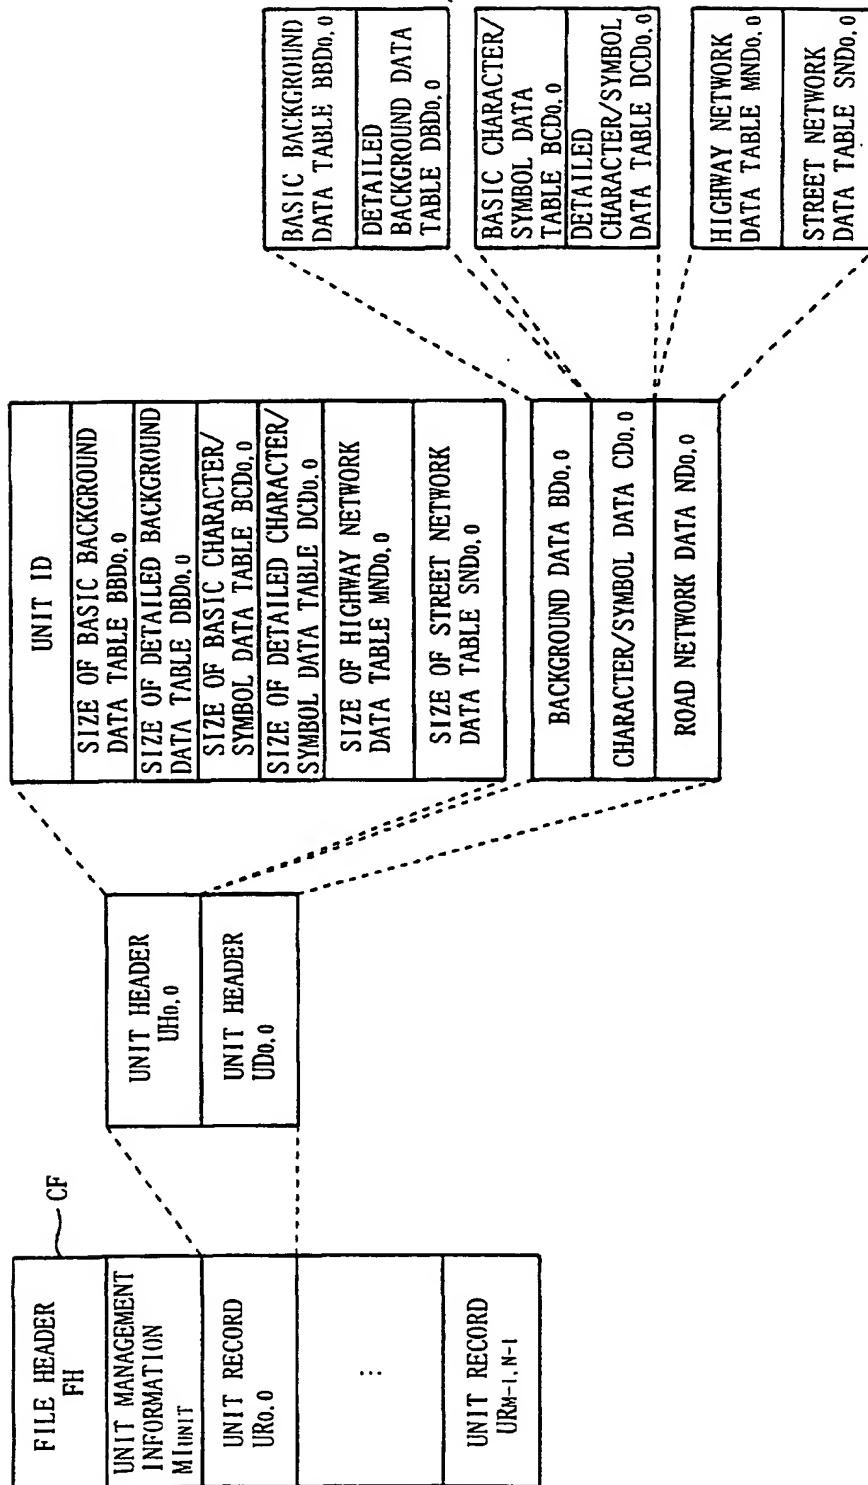 CF
FILE HEADER
FH
UNIT MANAGEMENT
INFORMATION
MIUNIT
UNIT RECORD
UR0,0
⋮
UNIT RECORD
URM-1,N-1
UNIT HEADER
UH0,0
UNIT HEADER
UD0,0
UNIT ID
SIZE OF BASIC BACKGROUND
DATA TABLE BBD0,0
SIZE OF DETAILED BACKGROUND
DATA TABLE DBD0,0
SIZE OF BASIC CHARACTER/
SYMBOL DATA TABLE BCD0,0
SIZE OF DETAILED CHARACTER/
SYMBOL DATA TABLE DCD0,0
SIZE OF HIGHWAY NETWORK
DATA TABLE MND0,0
SIZE OF STREET NETWORK
DATA TABLE SND0,0
BACKGROUND DATA BD0,0
CHARACTER/SYMBOL DATA CD0,0
ROAD NETWORK DATA ND0,0
BASIC BACKGROUND
DATA TABLE BBD0,0
DETAILED
BACKGROUND DATA
TABLE DBD0,0
BASIC CHARACTER/
SYMBOL DATA
TABLE BCD0,0
DETAILED
CHARACTER/SYMBOL
DATA TABLE DCD0,0
HIGHWAY NETWORK
DATA TABLE MND0,0
STREET NETWORK
DATA TABLE SND0,0